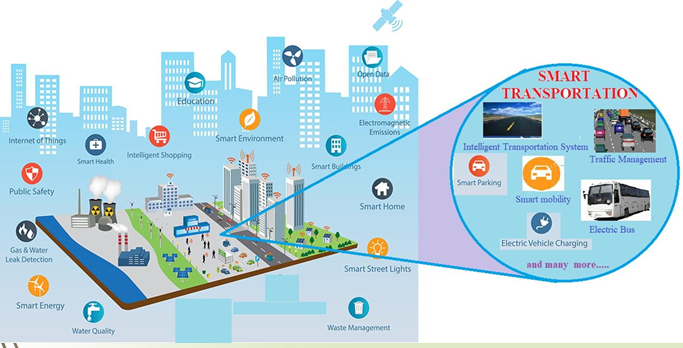 Air Pollution
Open Data
Education
Electromagnetic
Emissions
Internet of Things
Smart Health
Intelligent Shopping
Smart Environment
Smart Buildings
Public Safety
Smart Home
Gas & Water
Leak Detection
Smart Street Lights
Smart Energy
Water Quality
Waste Management
SMART
TRANSPORTATION
Intelligent Transportation System
Traffic Management
Smart Parking
Smart mobility
Electric Bus
Electric Vehicle Charging
and many more.....